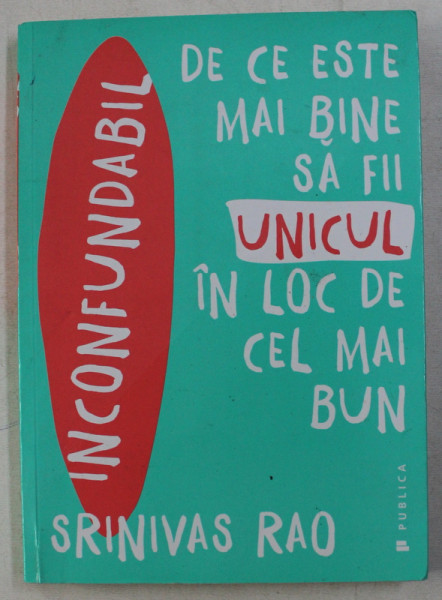 INCONFUNDABIL
DE CE ESTE
MAI BINE
SĂ FII
UNICUL
ÎN LOC DE
CEL MAI
BUN
SRINIVAS RAO
PUBLICA